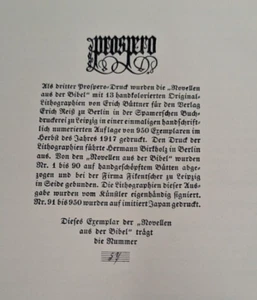 prospero
Als dritter Prospero-Druck wurden die „Novellen
aus der Bibel“ mit 13 handkolorierten Original-
Lithographien von Erich Büttner für den Verlag
Erich Reiß zu Berlin in der Spamerschen Buch-
druckerei zu Leipzig in einer einmaligen handschrift-
lich numerierten Auflage von 950 Exemplaren im
Herbst des Jahres 1917 gedruckt. Den Druck der
Lithographien führte Hermann Birkholz in Berlin
aus. Von den „Novellen aus der Bibel“ wurden
Nr. 1 bis 90 auf handgeschöpftem Bütten abge-
zogen und bei der Firma Fikentscher zu Leipzig
in Seide gebunden. Die Lithographien dieser Aus-
gabe wurden vom Künstler eigenhändig signiert.
Nr. 91 bis 950 wurden auf imitiert Japan gedruckt.
Dieses Exemplar der „Novellen
aus der Bibel“ trägt
die Nummer